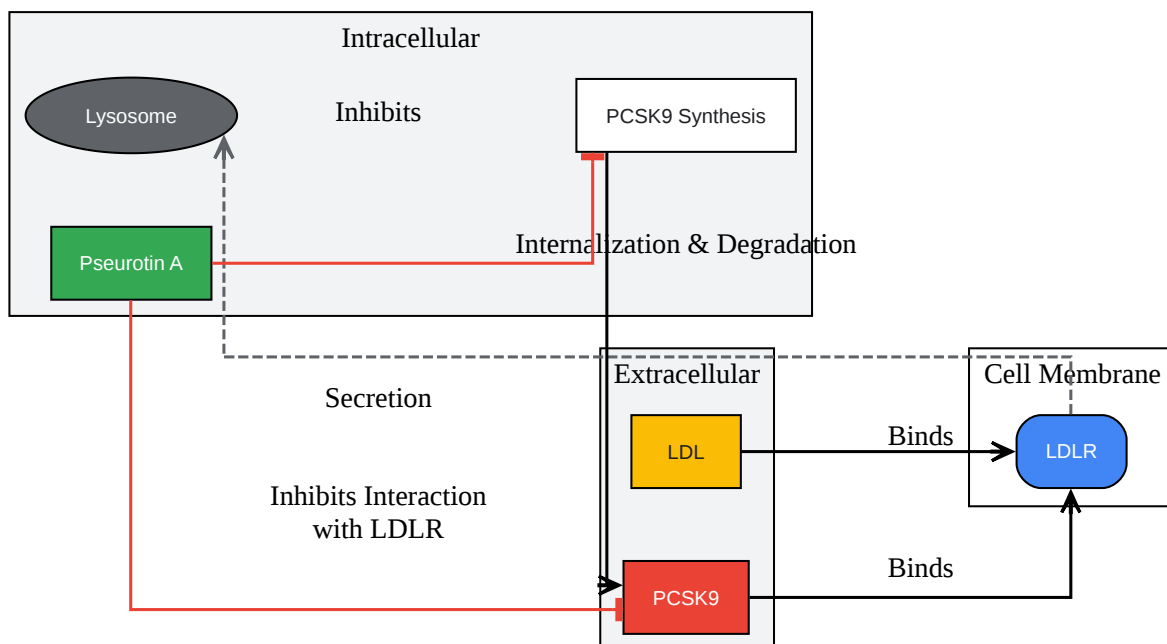 Intracellular
Lysosome
Inhibits
PCSK9 Synthesis
Internalization & Degradation
Pseurotin A
Extracellular
Cell Membrane
Secretion
LDL
Binds
LDLR
Inhibits Interaction
with LDLR
Binds
PCSK9